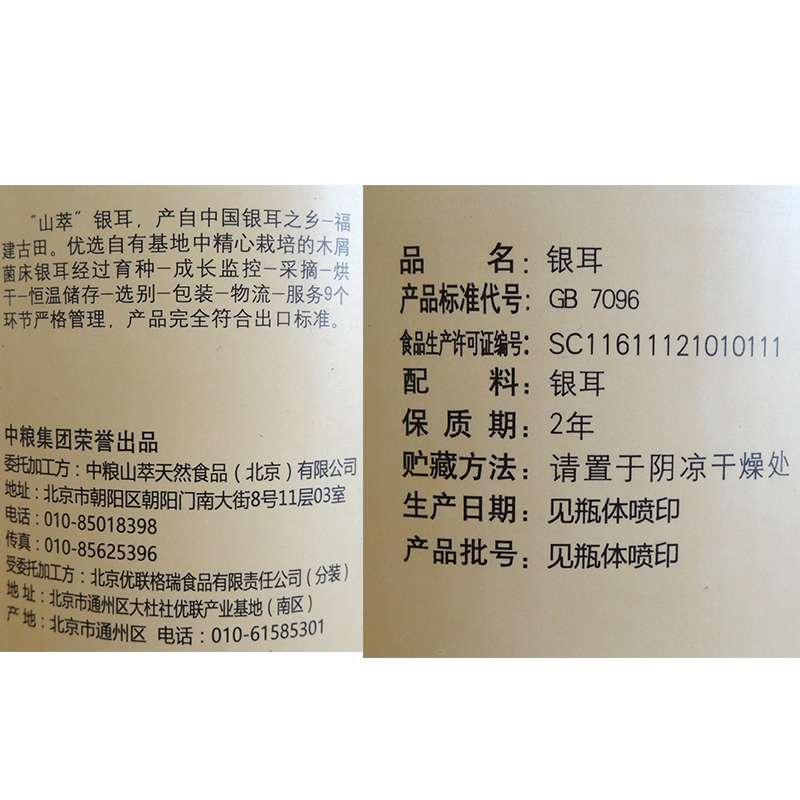 “山萃”银耳，产自中国银耳之乡—福
建古田。优选自有基地中精心栽培的木屑
菌床银耳经过育种—成长监控—采摘—烘
干—恒温储存—选别—包装—物流—服务9个
环节严格管理，产品完全符合出口标准。
中粮集团荣誉出品
委托加工方：中粮山萃天然食品（北京）有限公司
地址：北京市朝阳区朝阳门南大街8号11层03室
电话：010-85018398
传真：010-85625396
受委托加工方：北京优联格瑞食品有限责任公司（分装）
地 址：北京市通州区大杜社优联产业基地（南区）
产 地：北京市通州区 电话：010-61585301
品 名：银耳
产品标准代号：GB 7096
食品生产许可证编号：SC11611121010111
配 料：银耳
保 质 期：2年
贮藏方法：请置于阴凉干燥处
生产日期：见瓶体喷印
产品批号：见瓶体喷印